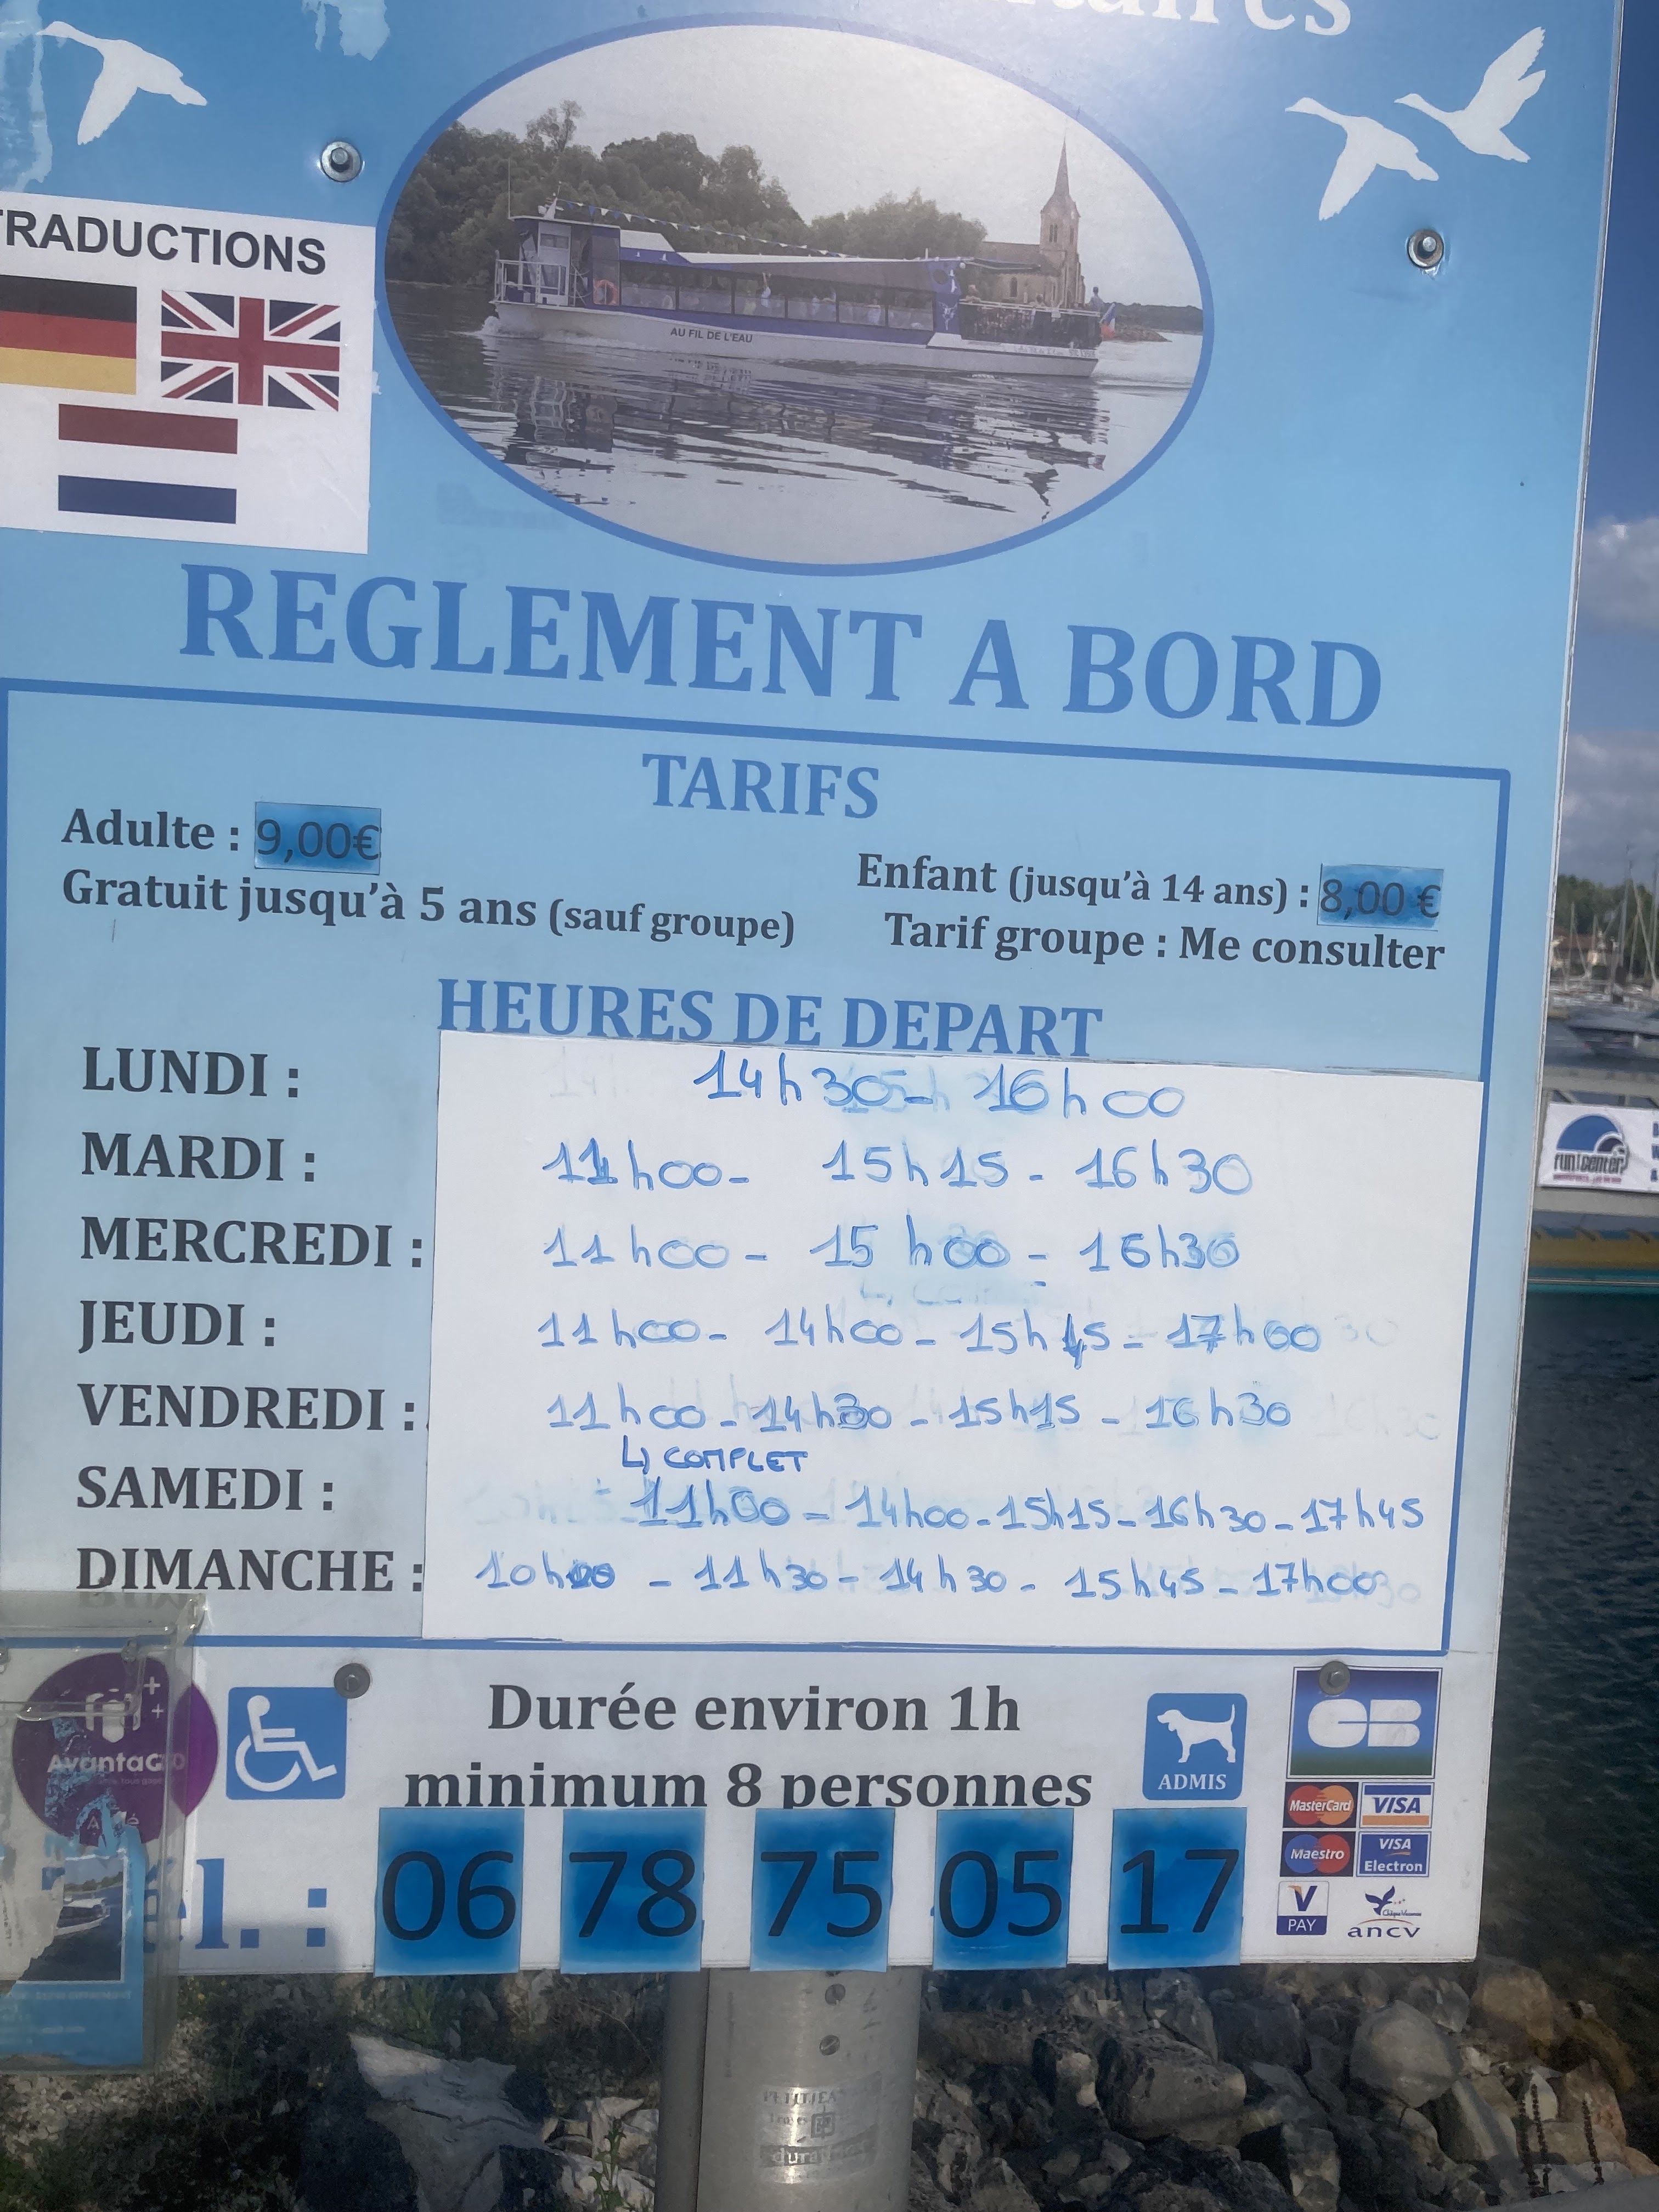 TRADUCTIONS
AU FIL DE L'EAU
REGLEMENT A BORD
TARIFS
Adulte : 9,00€
Enfant (jusqu'à 14 ans) : 8,00 €
Gratuit jusqu'à 5 ans (sauf groupe)
Tarif groupe : Me consulter
HEURES DE DEPART
LUNDI : 14h30 - 16h00
MARDI : 11h00 - 15h15 - 16h30
MERCREDI : 11h00 - 15h00 - 16h30
JEUDI : 11h00 - 14h00 - 15h15 - 17h00
VENDREDI : 11h00 - 14h30 - 15h15 - 16h30
↳ COMPLET
SAMEDI : 11h00 - 14h00 - 15h15 - 16h30 - 17h45
DIMANCHE : 10h00 - 11h30 - 14h30 - 15h45 - 17h00
Durée environ 1h
minimum 8 personnes
ADMIS
CB
MasterCard VISA
Maestro VISA Electron
V PAY
ancv
él. : 06 78 75 05 17
fun center